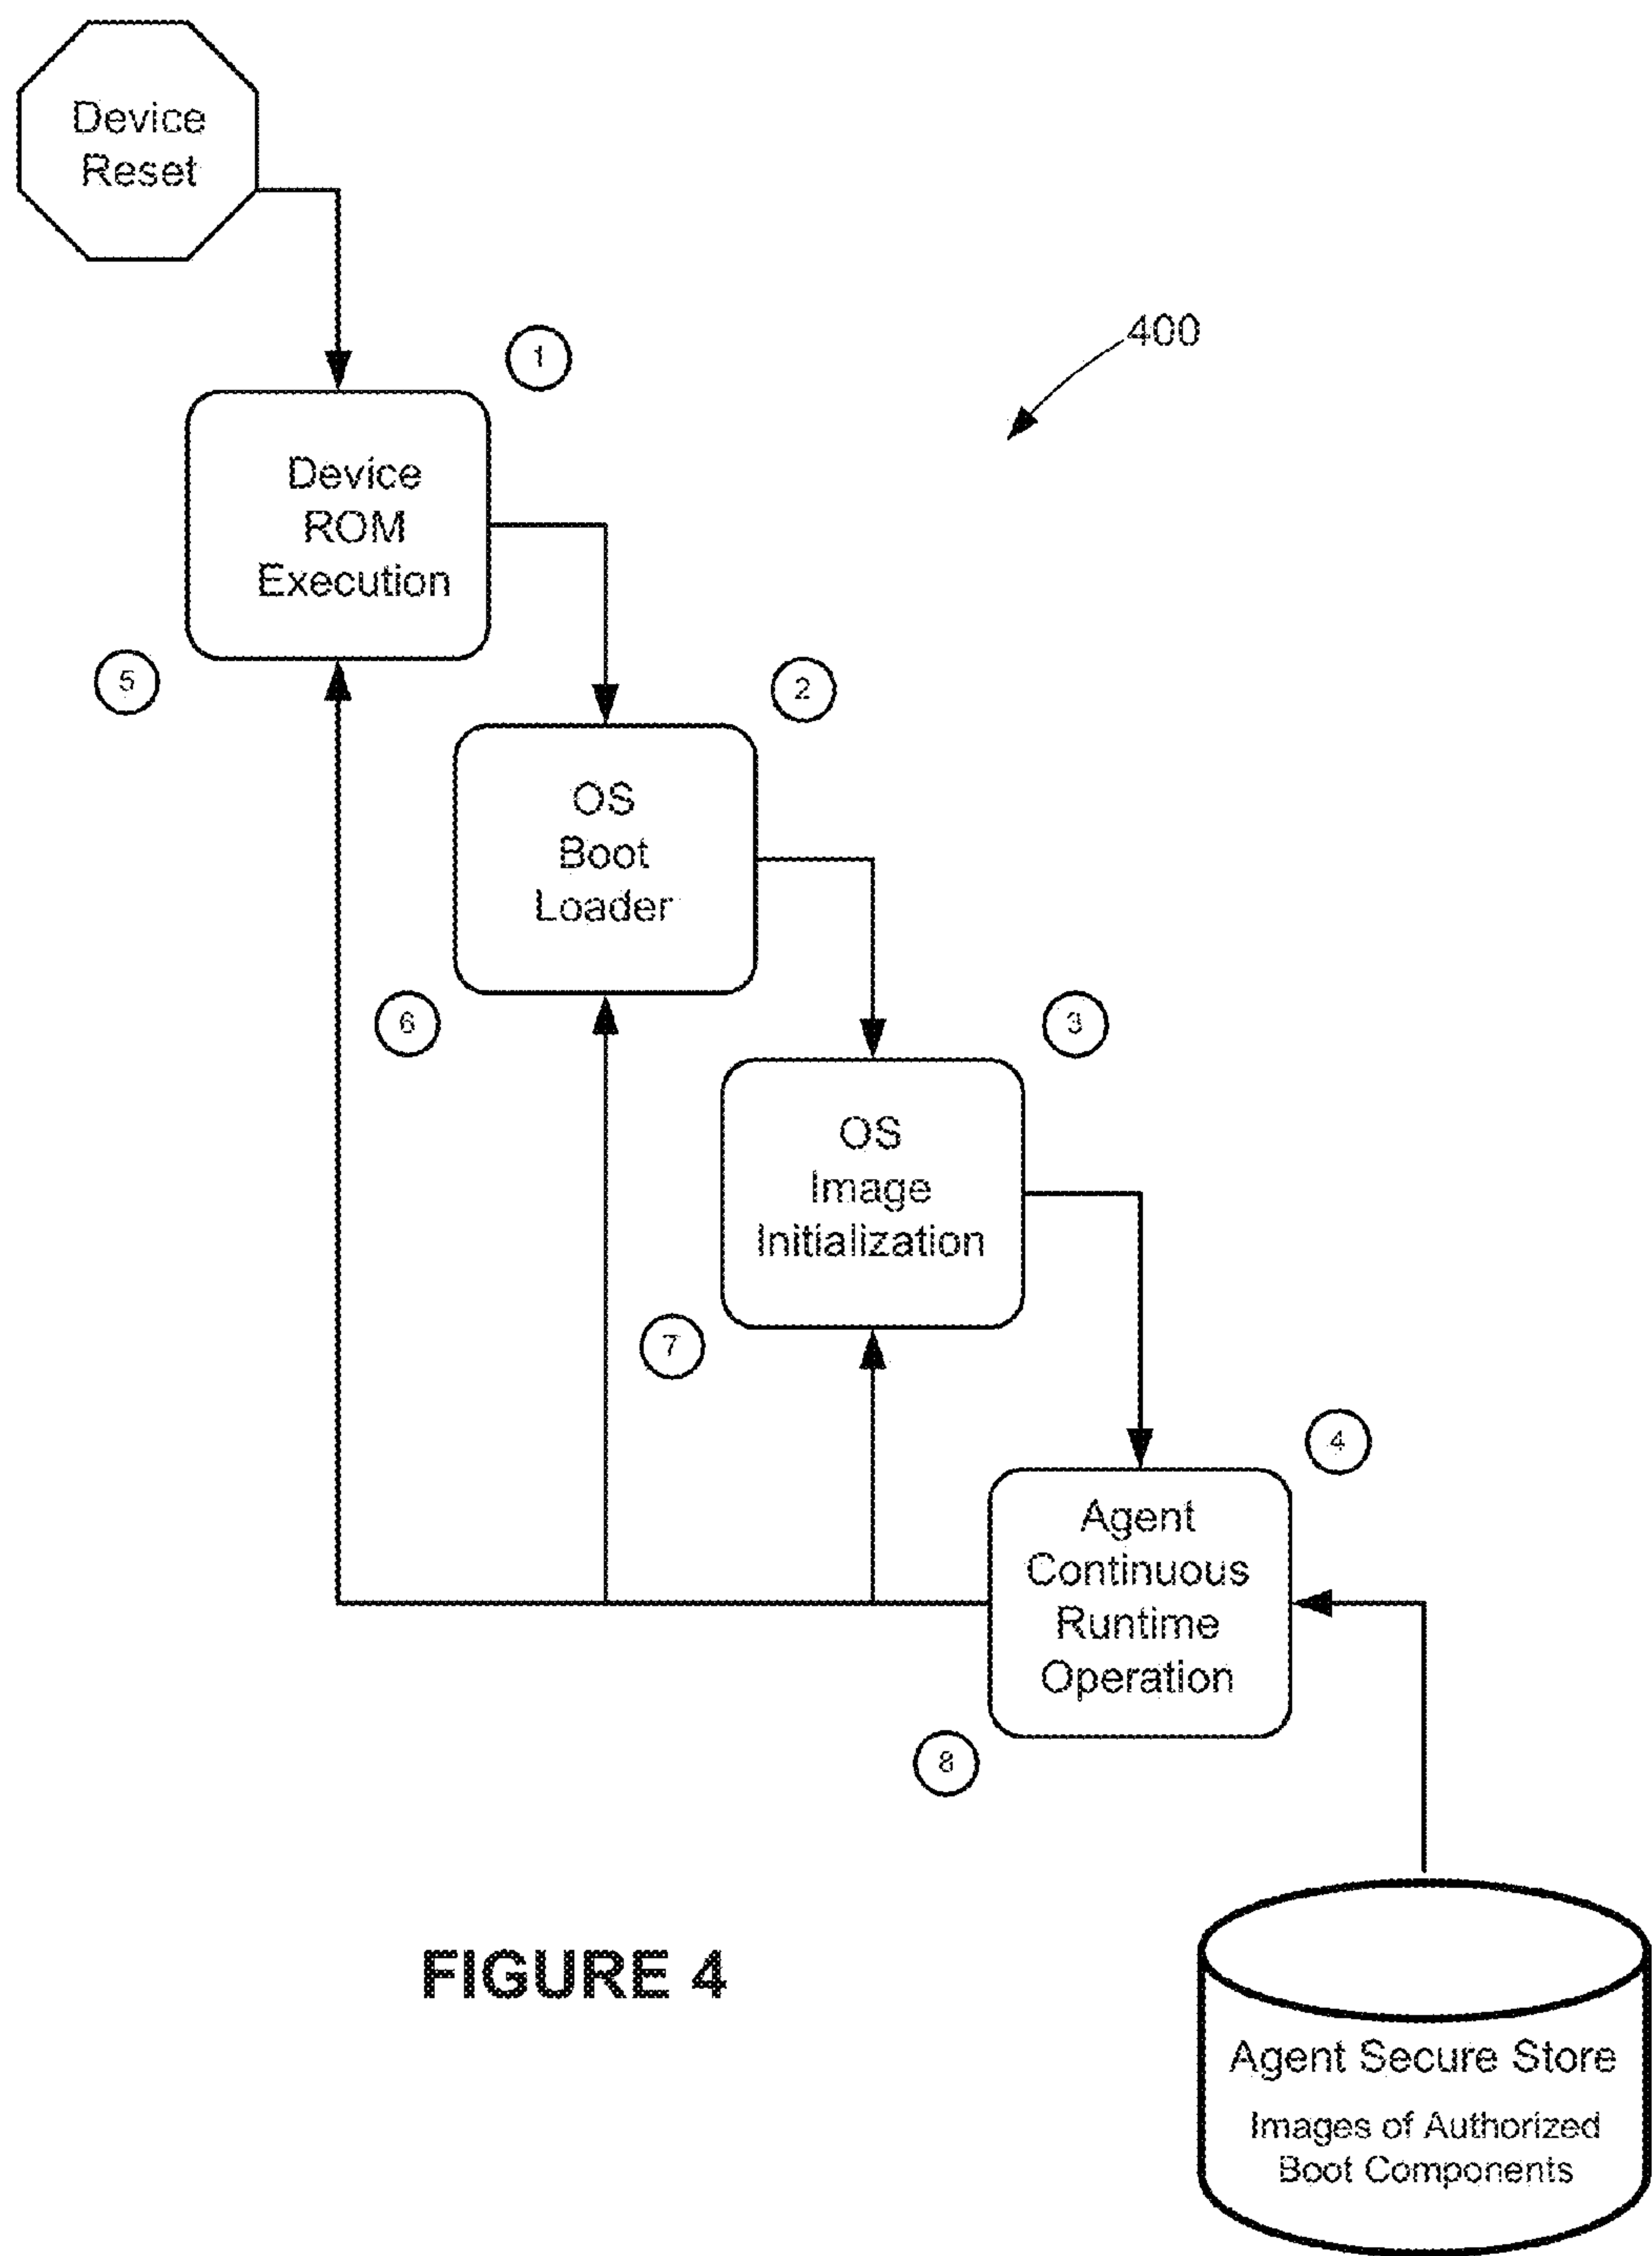 Device
Reset
400
1
Device
ROM
Execution
5
2
OS
Boot
Loader
6
3
OS
Image
Initialization
7
4
Agent
Continuous
Runtime
Operation
8
FIGURE 4
Agent Secure Store
Images of Authorized
Boot Components